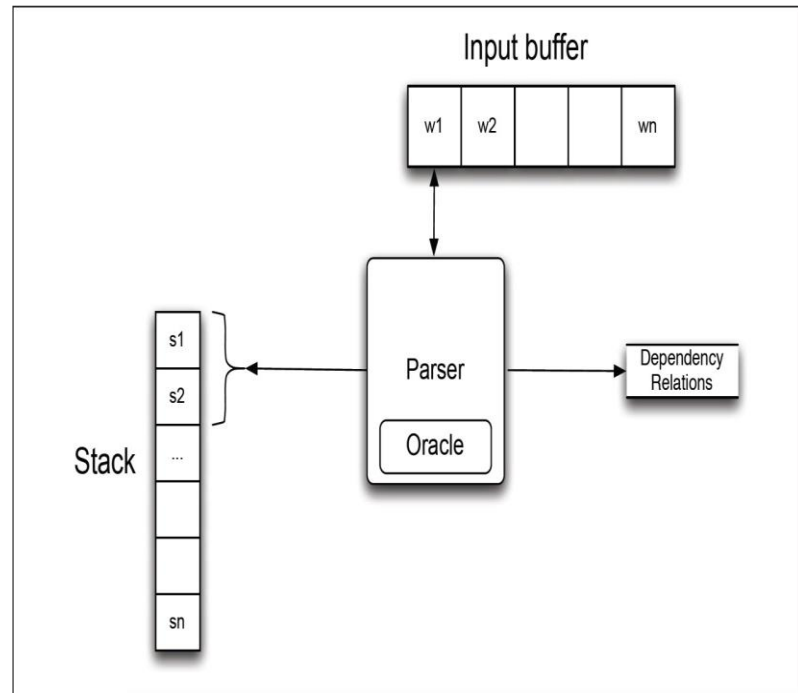 Input buffer
w1 w2 wn
s1
s2
...
sn
Stack
Parser
Oracle
Dependency
Relations